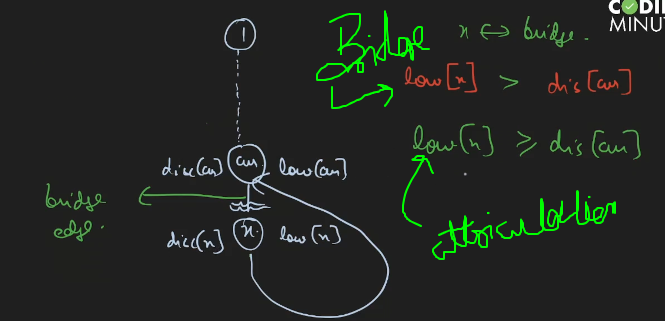 CODIN
MINUT
Bridge
x ↔ bridge.
low[x] > dis[cur]
low[x] ≥ dis[cur]
articulation
1
disc[cur] cur low[cur]
bridge
edge.
disc[x] x. low[x]